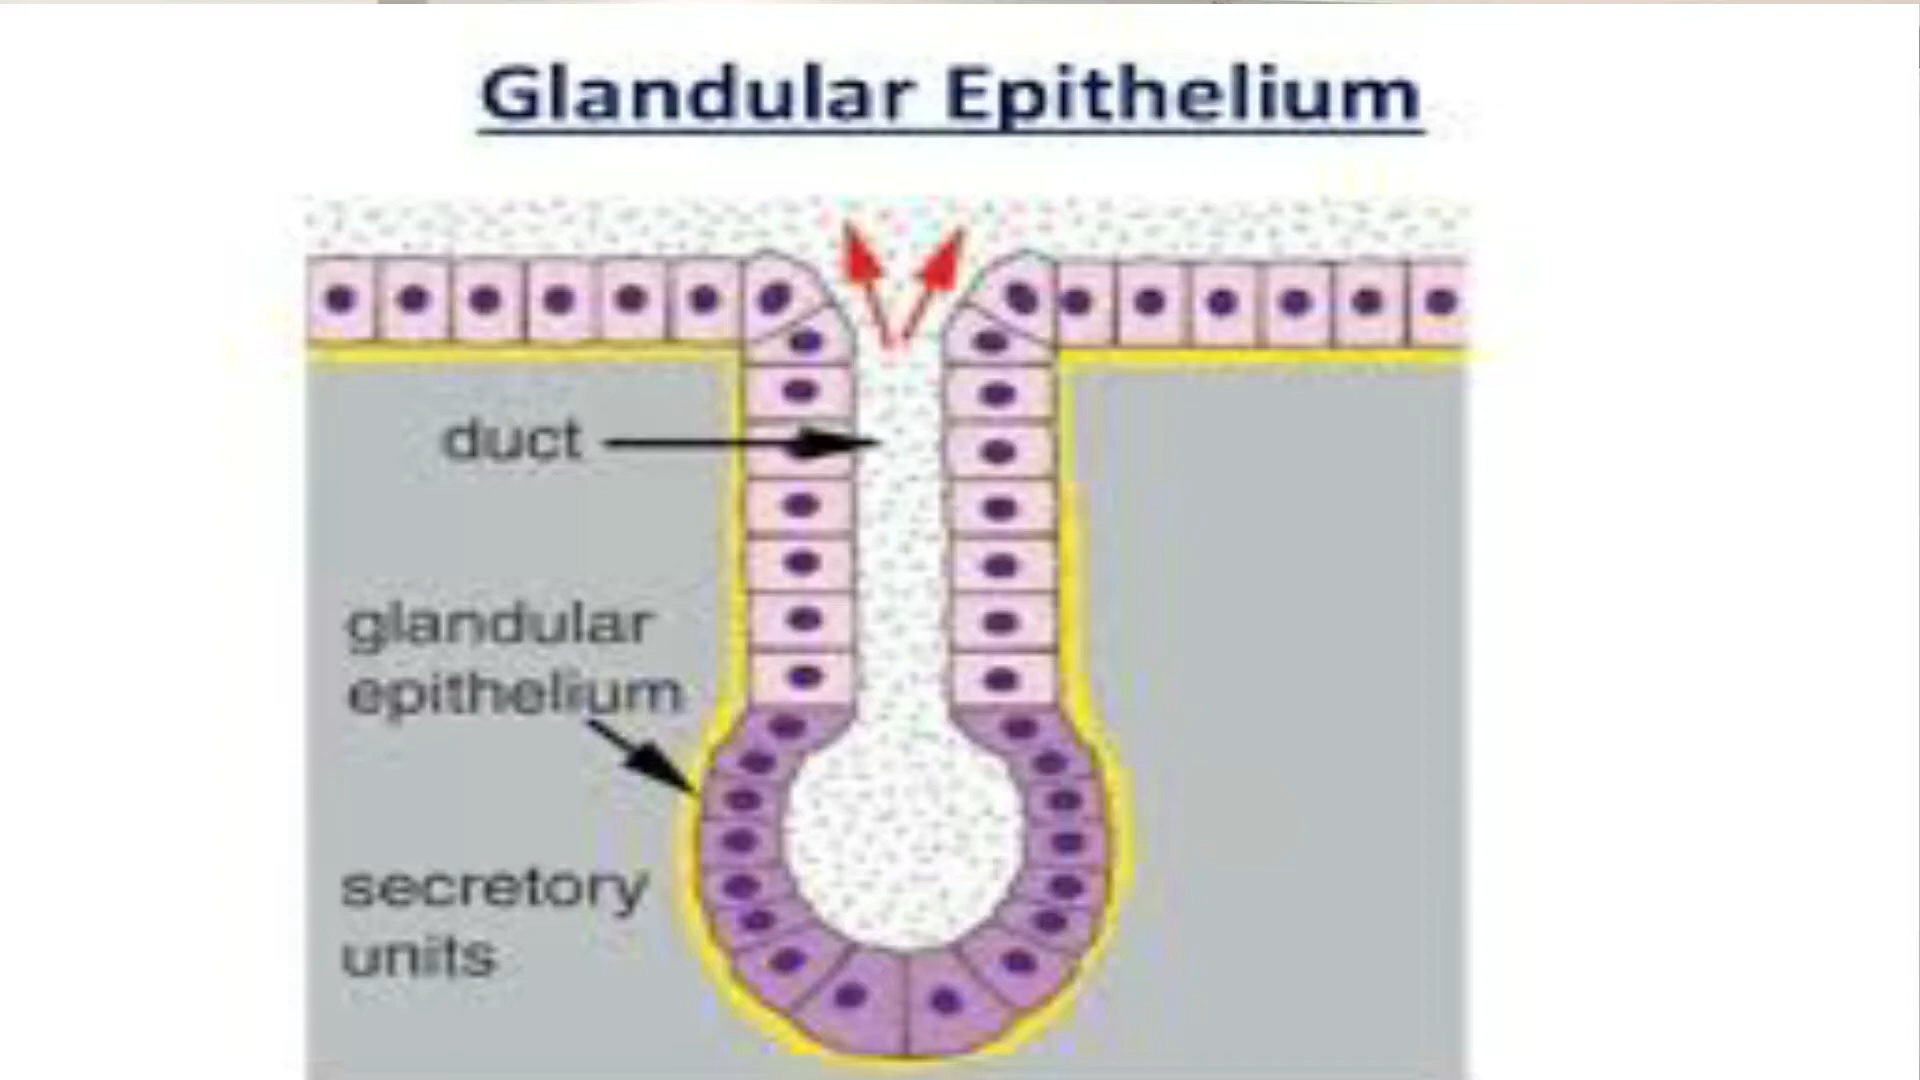 Glandular Epithelium
duct
glandular
epithelium
secretory
units